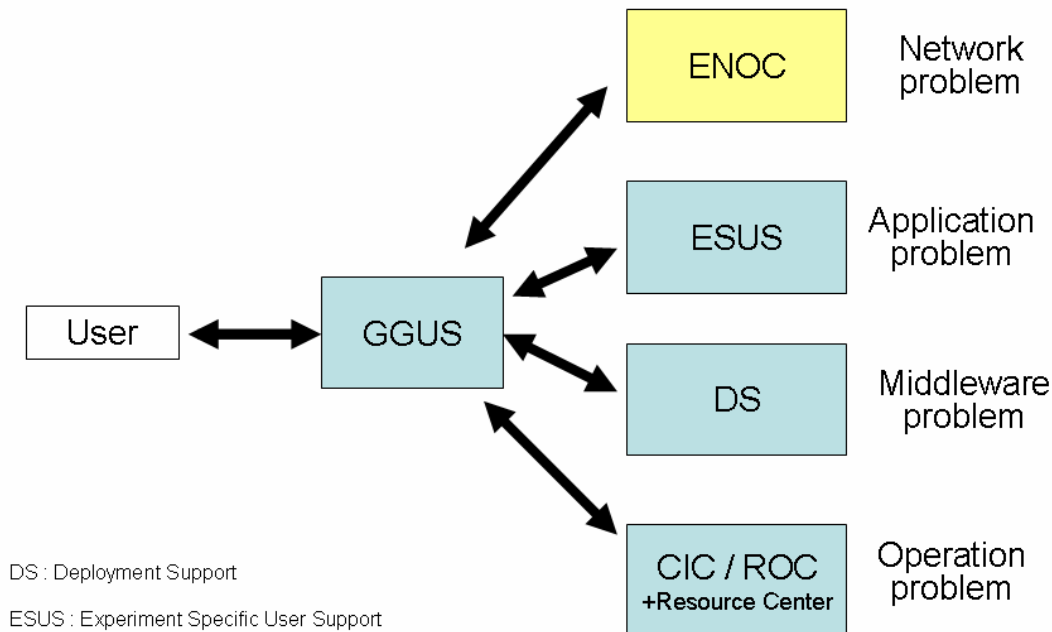 ENOC
Network
problem
ESUS
Application
problem
User
GGUS
DS
Middleware
problem
CIC / ROC
+Resource Center
Operation
problem
DS : Deployment Support
ESUS : Experiment Specific User Support